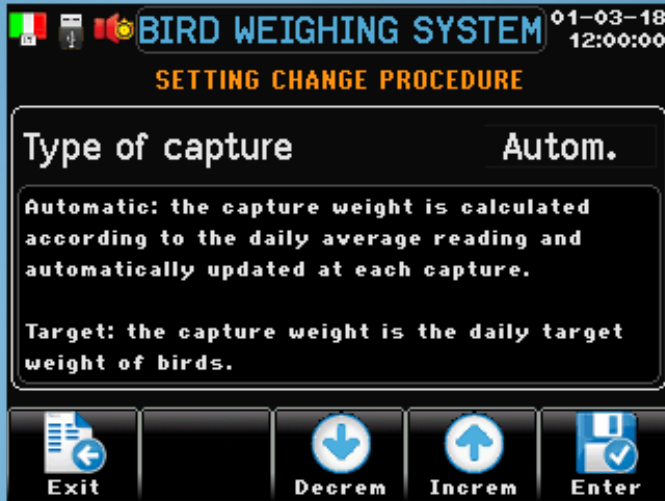 BIRD WEIGHING SYSTEM
01-03-18
12:00:00
SETTING CHANGE PROCEDURE
Type of capture Autom.
Automatic: the capture weight is calculated
according to the daily average reading and
automatically updated at each capture.
Target: the capture weight is the daily target
weight of birds.
Exit Decrem Increm Enter